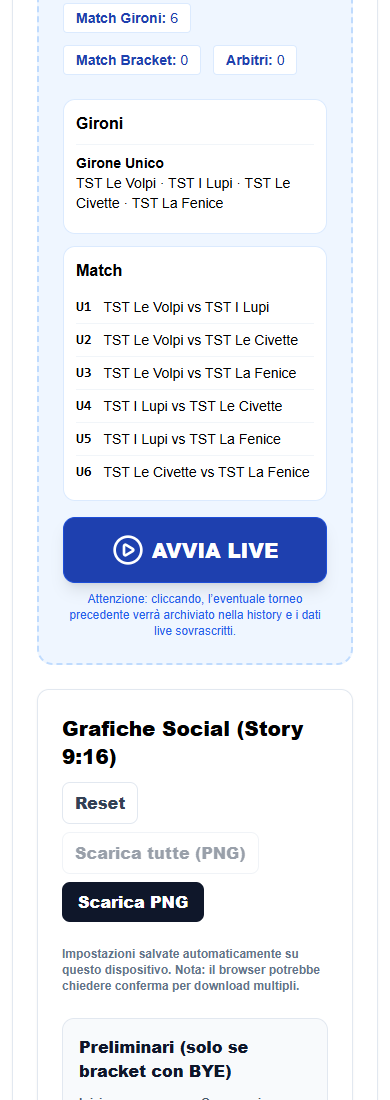 Match Gironi: 6
Match Bracket: 0
Arbitri: 0
Gironi
Girone Unico
TST Le Volpi · TST I Lupi · TST Le
Civette · TST La Fenice
Match
U1 TST Le Volpi vs TST I Lupi
U2 TST Le Volpi vs TST Le Civette
U3 TST Le Volpi vs TST La Fenice
U4 TST I Lupi vs TST Le Civette
U5 TST I Lupi vs TST La Fenice
U6 TST Le Civette vs TST La Fenice
AVVIA LIVE
Attenzione: cliccando, l'eventuale torneo
precedente verrà archiviato nella history e i dati
live sovrascritti.
Grafiche Social (Story
9:16)
Reset
Scarica tutte (PNG)
Scarica PNG
Impostazioni salvate automaticamente su
questo dispositivo. Nota: il browser potrebbe
chiedere conferma per download multipli.
Preliminari (solo se
bracket con BYE)